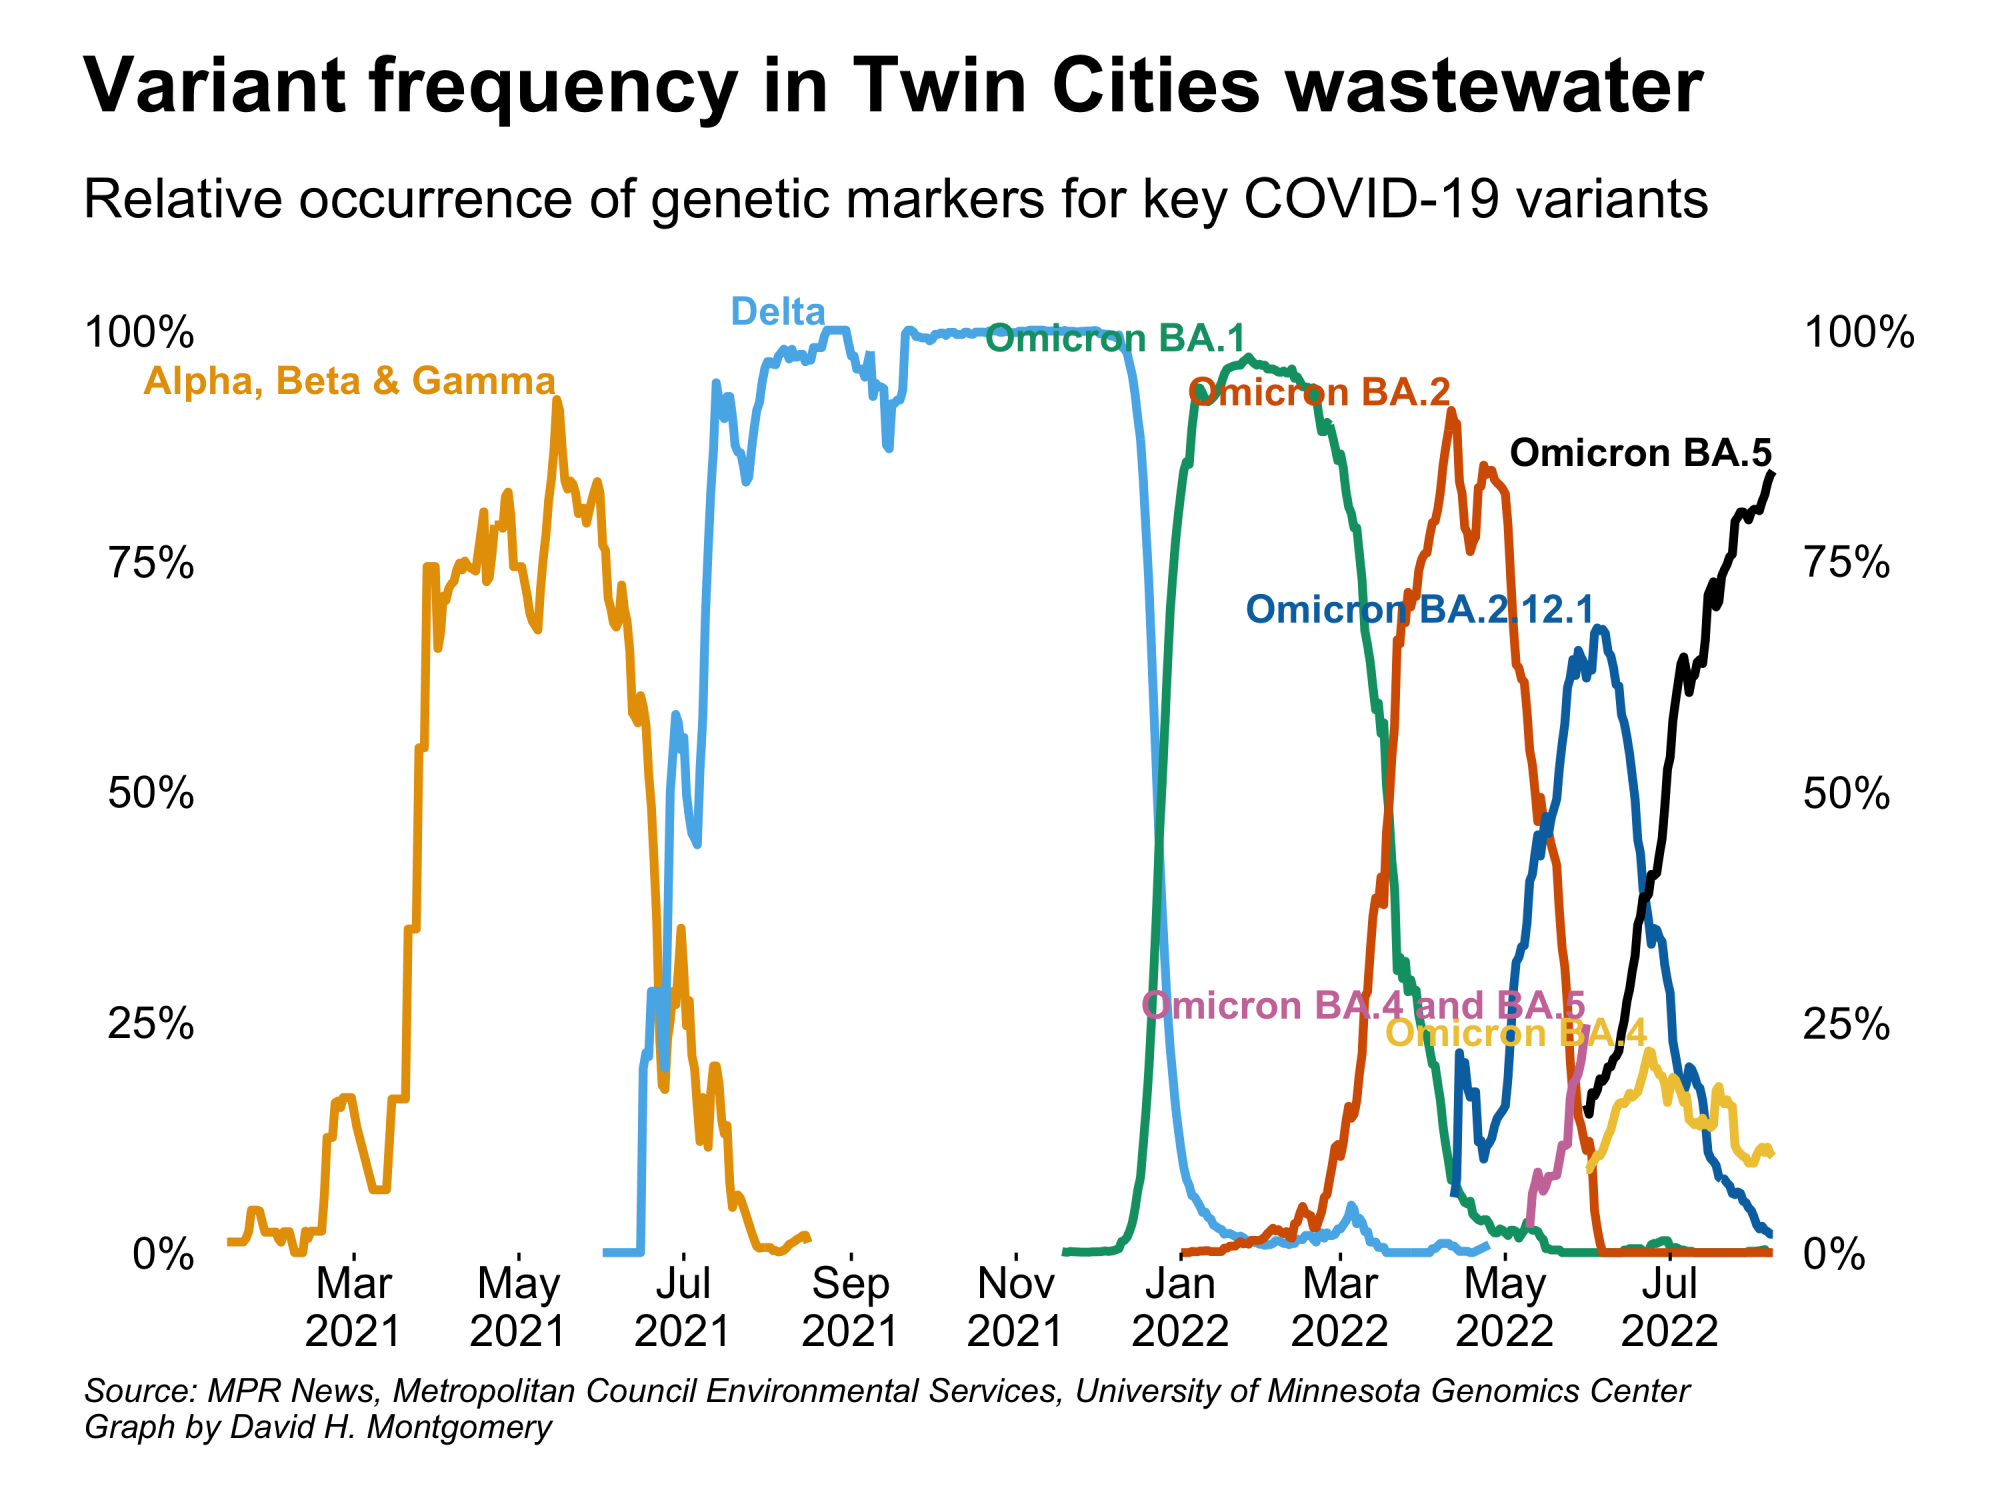 Variant frequency in Twin Cities wastewater
Relative occurrence of genetic markers for key COVID-19 variants
Delta
100%
Omicron BA.1
100%
Alpha, Beta & Gamma
Omicron BA.2
Omicron BA.5
75%
75%
Omicron BA.2.12.1
50%
50%
Omicron BA.4 and BA.5
25%
Omicron BA.4
25%
0%
0%
Mar May Jul Sep Nov Jan Mar May Jul
2021 2021 2021 2021 2021 2022 2022 2022 2022
Source: MPR News, Metropolitan Council Environmental Services, University of Minnesota Genomics Center
Graph by David H. Montgomery